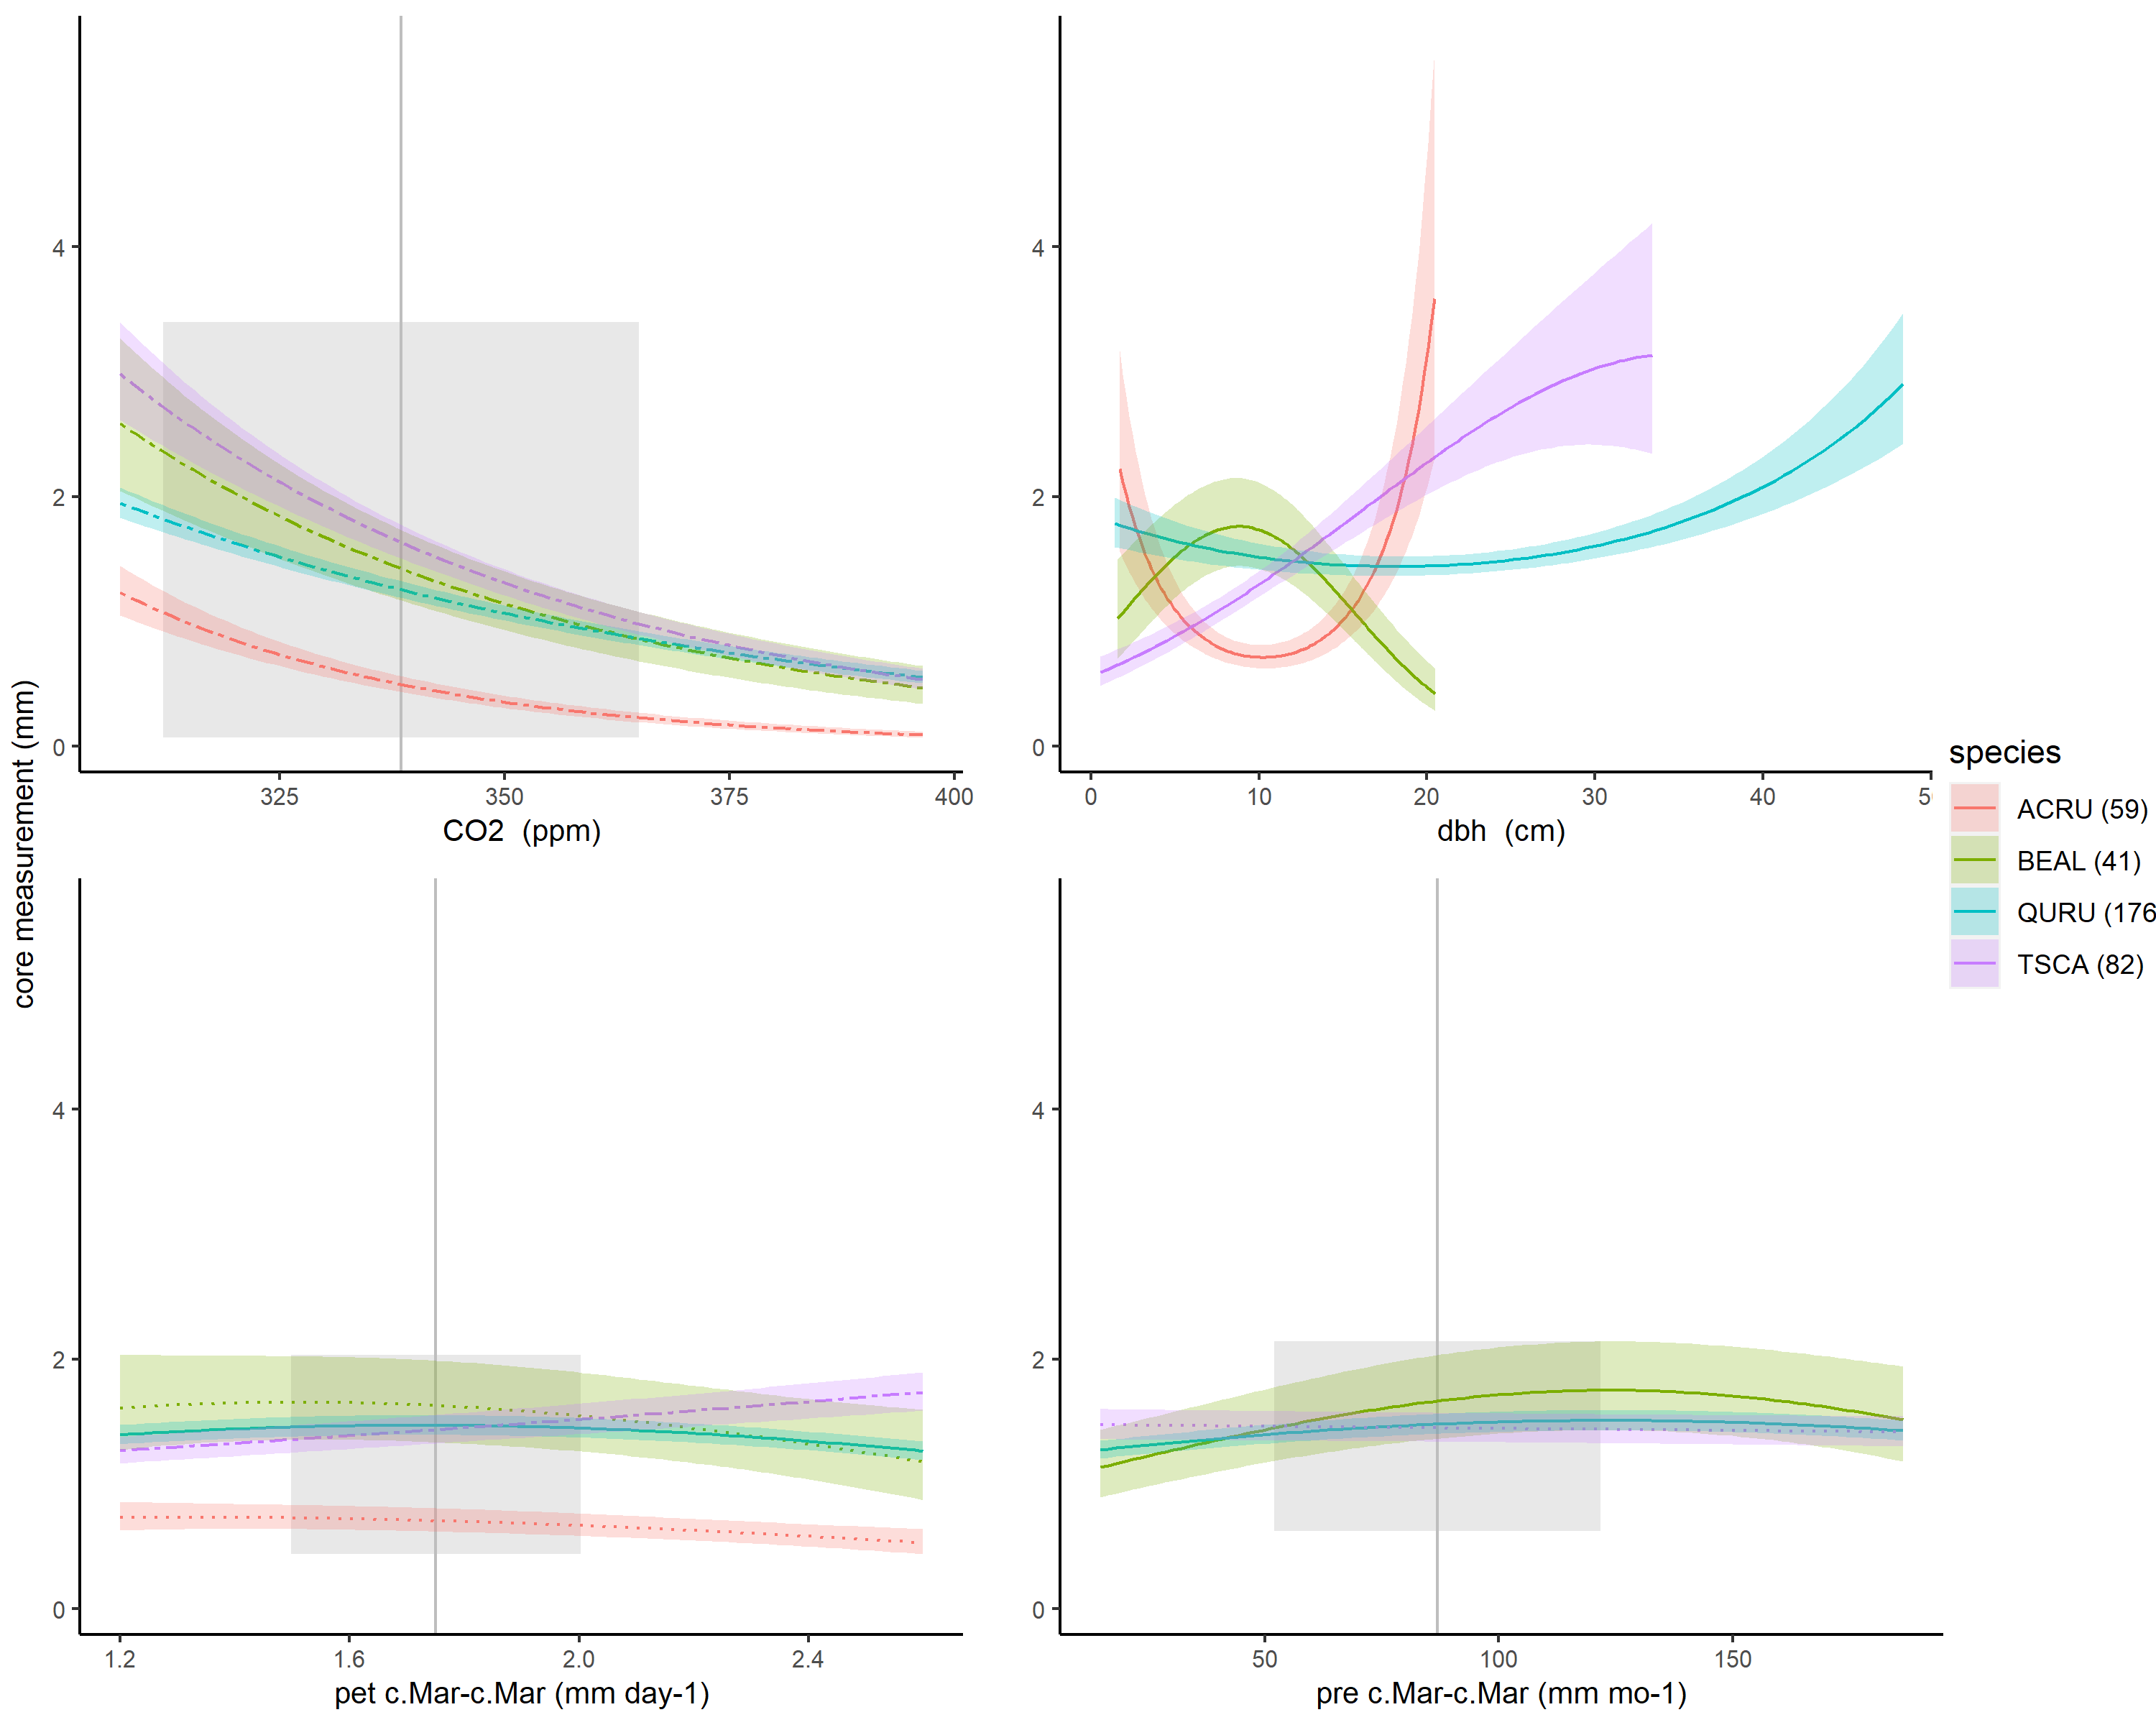 core measurement (mm)
4
2
0
325 350 375 400
CO2 (ppm)
4
2
0
0 10 20 30 40 5
dbh (cm)
4
2
0
1.2 1.6 2.0 2.4
pet c.Mar-c.Mar (mm day-1)
4
2
0
50 100 150
pre c.Mar-c.Mar (mm mo-1)
species
ACRU (59)
BEAL (41)
QURU (176
TSCA (82)